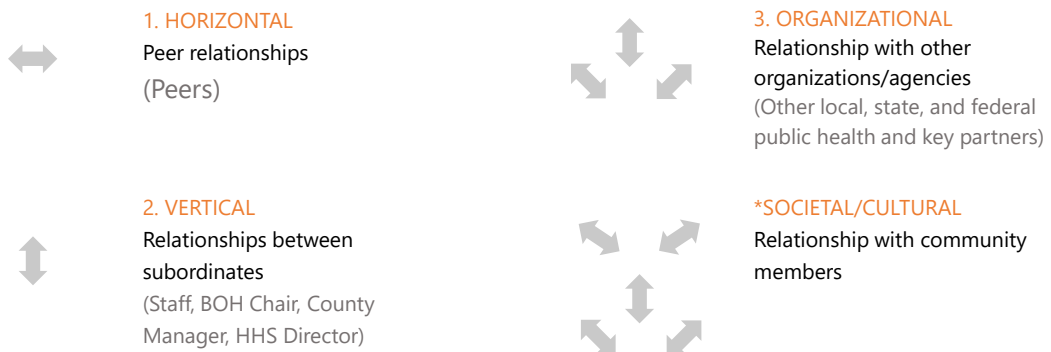 1. HORIZONTAL
Peer relationships
(Peers)
2. VERTICAL
Relationships between
subordinates
(Staff, BOH Chair, County
Manager, HHS Director)
3. ORGANIZATIONAL
Relationship with other
organizations/agencies
(Other local, state, and federal
public health and key partners)
*SOCIETAL/CULTURAL
Relationship with community
members